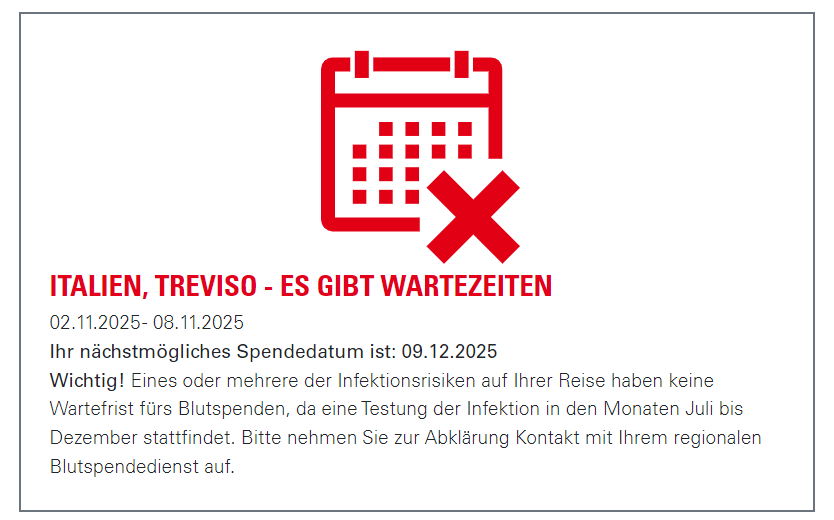 ITALIEN, TREVISO - ES GIBT WARTEZEITEN
02.11.2025- 08.11.2025
Ihr nächstmögliches Spendedatum ist: 09.12.2025
Wichtig! Eines oder mehrere der Infektionsrisiken auf Ihrer Reise haben keine
Wartefrist fürs Blutspenden, da eine Testung der Infektion in den Monaten Juli bis
Dezember stattfindet. Bitte nehmen Sie zur Abklärung Kontakt mit Ihrem regionalen
Blutspendedienst auf.